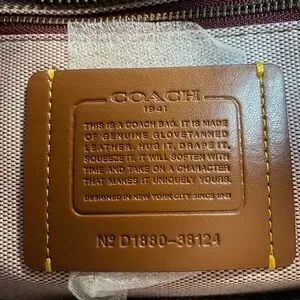 COACH
1941
THIS IS A COACH BAG. IT IS MADE
OF GENUINE GLOVETANNED
LEATHER. HUG IT, DRAPE IT,
SQUEEZE IT. IT WILL SOFTEN WITH
TIME AND TAKE ON A CHARACTER
THAT MAKES IT UNIQUELY YOURS.
DESIGNED IN NEW YORK CITY SINCE 1941
Nº D1880-38124